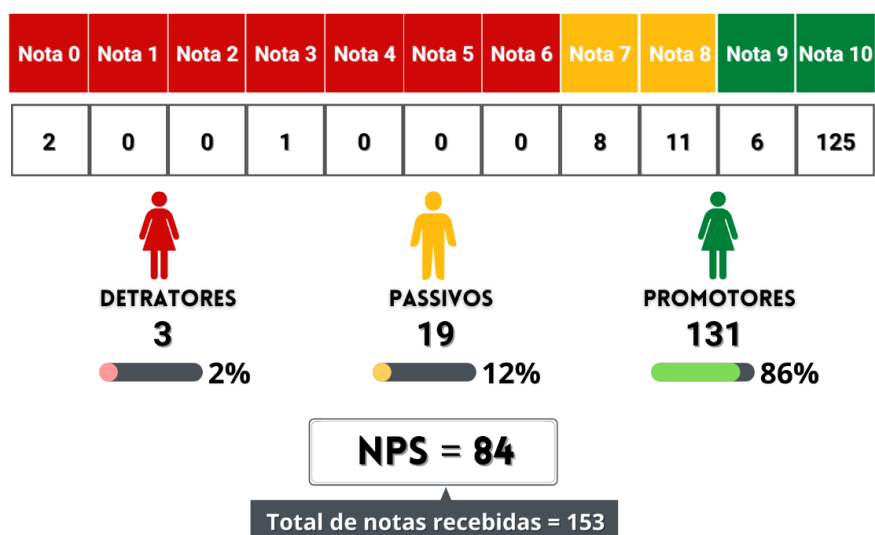 Nota 0 Nota 1 Nota 2 Nota 3 Nota 4 Nota 5 Nota 6 Nota 7 Nota 8 Nota 9 Nota 10
2 0 0 1 0 0 0 8 11 6 125
DETRATORES PASSIVOS PROMOTORES
3 19 131
2% 12% 86%
NPS = 84
Total de notas recebidas = 153